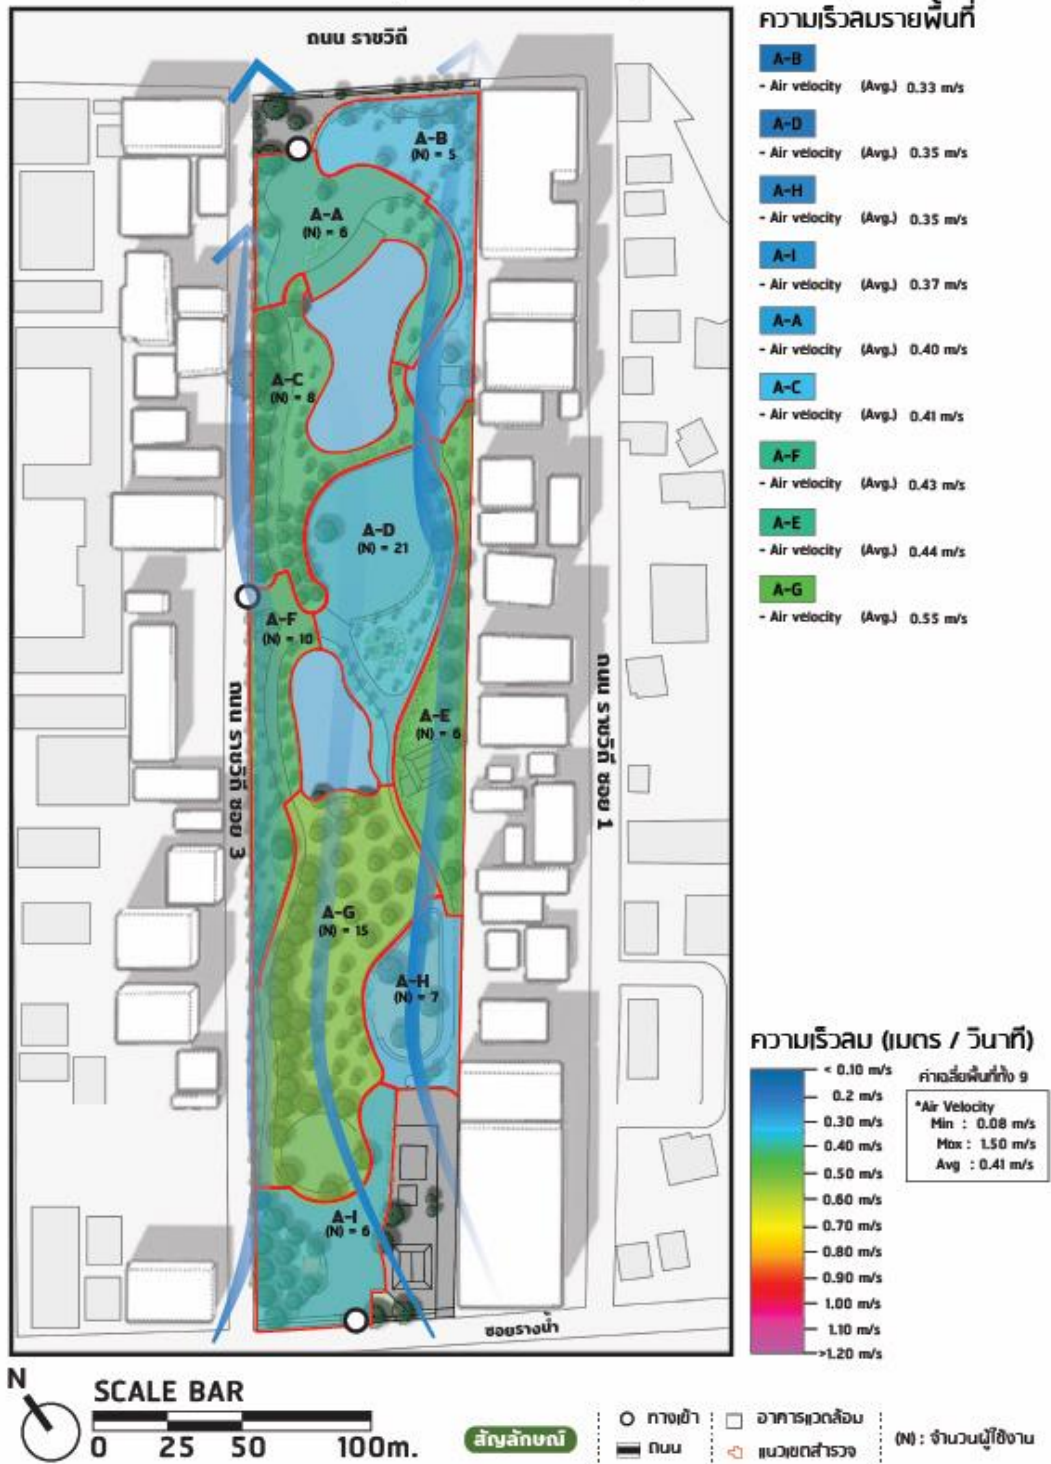 ถนน ราชวิถี
A-B
(N) = 5
A-A
(N) = 6
A-C
(N) = 8
A-D
(N) = 21
A-F
(N) = 10
A-E
(N) = 6
A-G
(N) = 15
A-H
(N) = 7
A-I
(N) = 6
ถนน ราชวิถี ซอย 3
ถนน ราชวิถี ซอย 1
ซอยรางน้ำ
ความเร็วลมรายพื้นที่
A-B
- Air velocity (Avg.) 0.33 m/s
A-D
- Air velocity (Avg.) 0.35 m/s
A-H
- Air velocity (Avg.) 0.35 m/s
A-I
- Air velocity (Avg.) 0.37 m/s
A-A
- Air velocity (Avg.) 0.40 m/s
A-C
- Air velocity (Avg.) 0.41 m/s
A-F
- Air velocity (Avg.) 0.43 m/s
A-E
- Air velocity (Avg.) 0.44 m/s
A-G
- Air velocity (Avg.) 0.55 m/s
ความเร็วลม (เมตร / วินาที)
< 0.10 m/s
0.2 m/s
0.30 m/s
0.40 m/s
0.50 m/s
0.60 m/s
0.70 m/s
0.80 m/s
0.90 m/s
1.00 m/s
1.10 m/s
>1.20 m/s
ค่าเฉลี่ยพื้นที่ทั้ง 9
*Air Velocity
Min : 0.08 m/s
Max : 1.50 m/s
Avg : 0.41 m/s
N
SCALE BAR
0 25 50 100m.
สัญลักษณ์
ทางเข้า
ถนน
อาคารแวดล้อม
แนวเขตสำรวจ
(N) : จำนวนผู้ใช้งาน